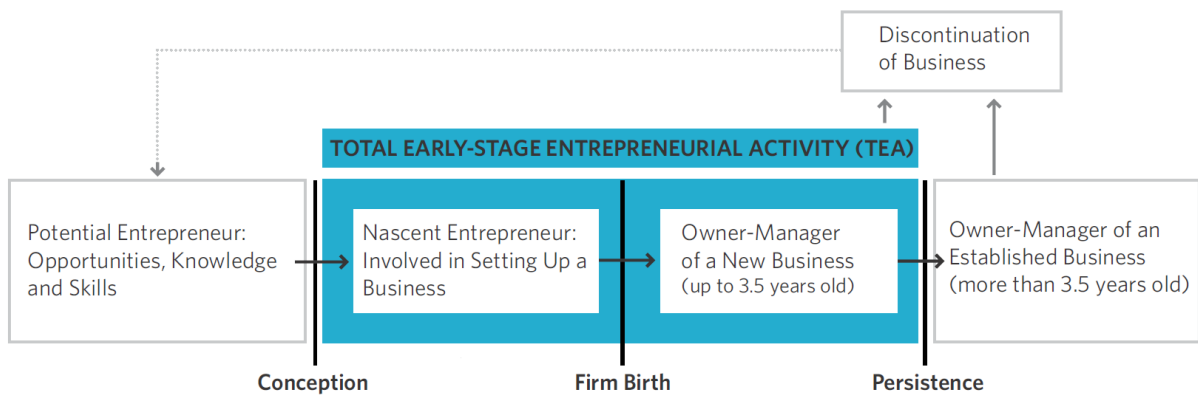 Discontinuation
of Business
TOTAL EARLY-STAGE ENTREPRENEURIAL ACTIVITY (TEA)
Potential Entrepreneur:
Opportunities, Knowledge
and Skills
Nascent Entrepreneur:
Involved in Setting Up a
Business
Owner-Manager
of a New Business
(up to 3.5 years old)
Owner-Manager of an
Established Business
(more than 3.5 years old)
Conception
Firm Birth
Persistence